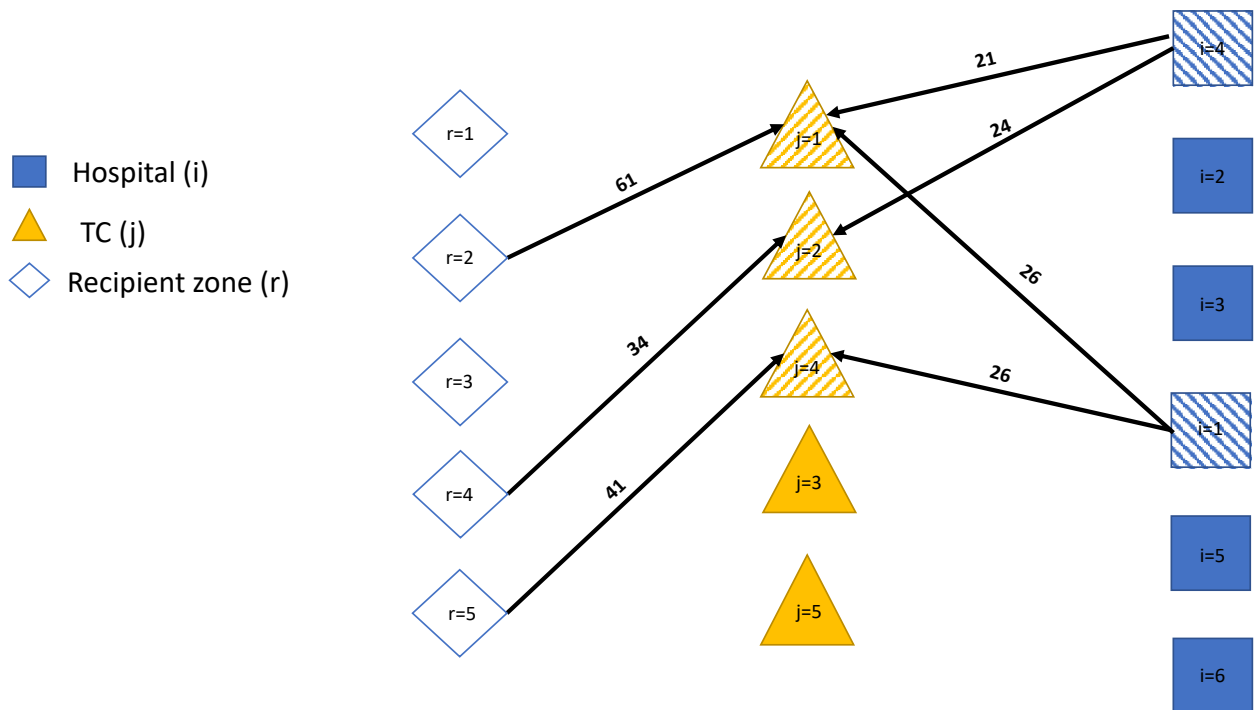 Hospital (i)
TC (j)
Recipient zone (r)
r=1
r=2
r=3
r=4
r=5
61
34
41
j=1
j=2
j=4
j=3
j=5
21
24
26
26
i=4
i=2
i=3
i=1
i=5
i=6